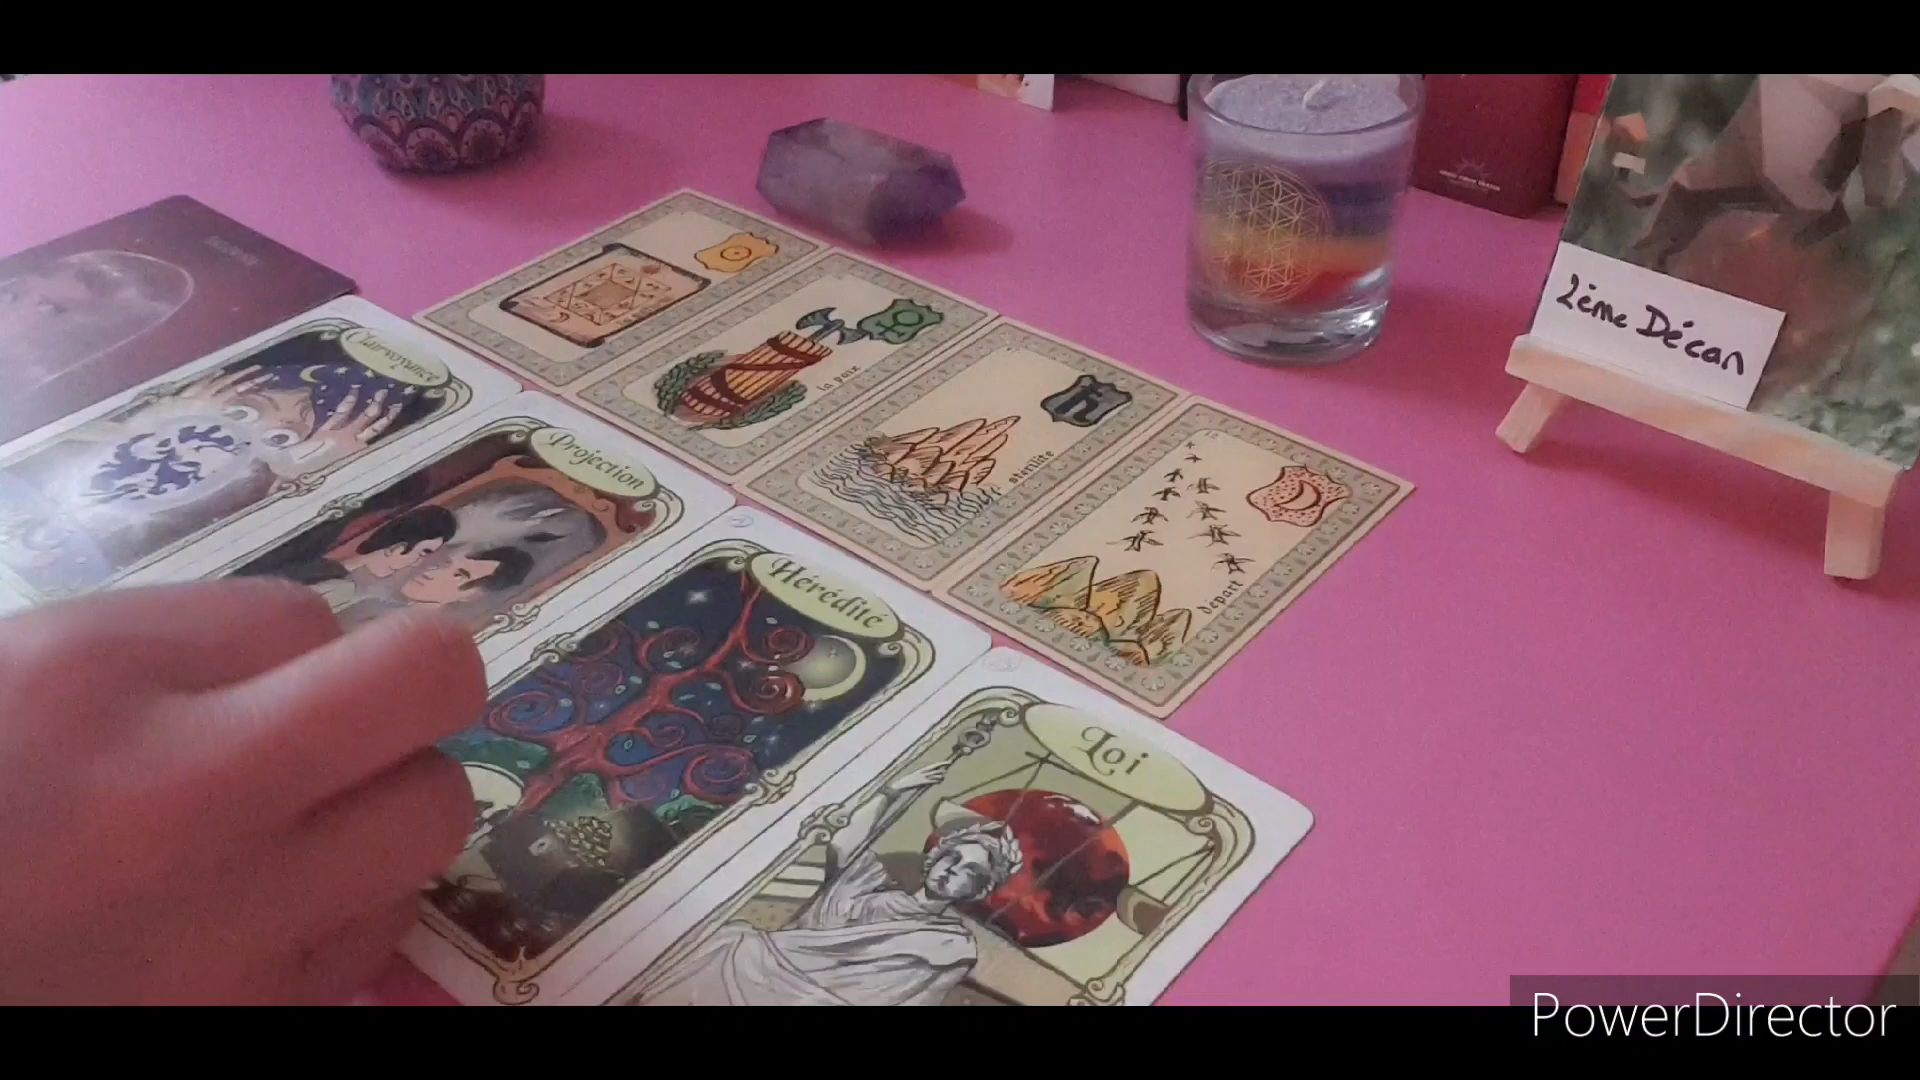 Clairvoyance
Projection
Hérédité
Loi
la paix
stérilité
départ
2ème Décan
PowerDirector